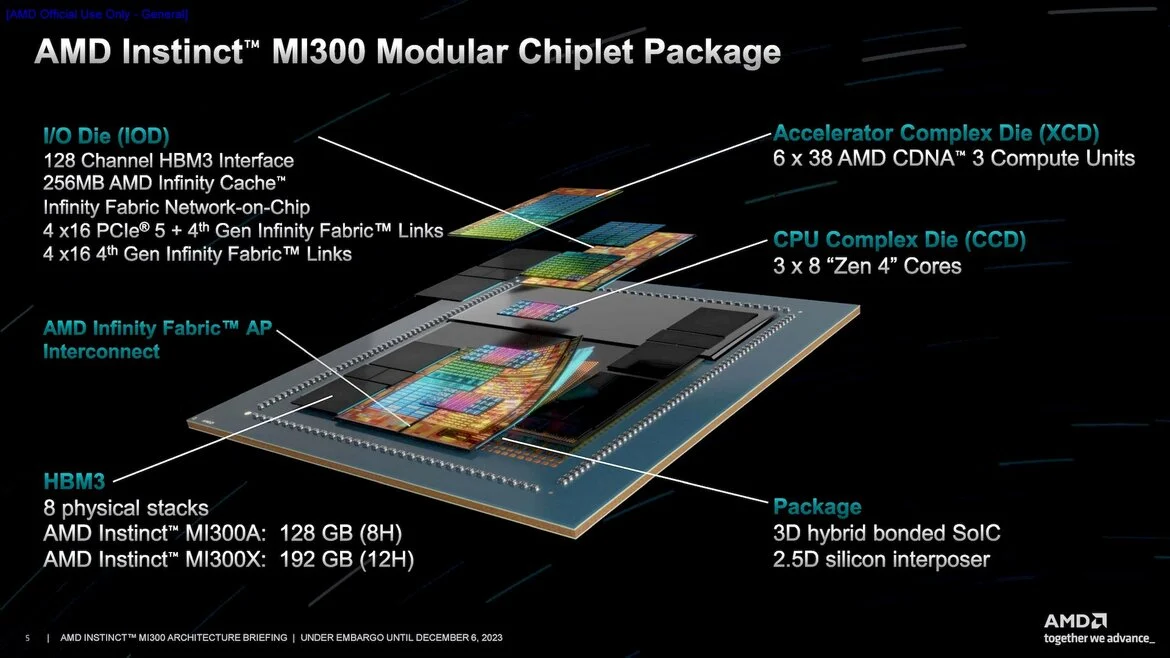 [AMD Official Use Only - General]
AMD Instinct™ MI300 Modular Chiplet Package
I/O Die (IOD)
128 Channel HBM3 Interface
256MB AMD Infinity Cache™
Infinity Fabric Network-on-Chip
4 x16 PCIe® 5 + 4th Gen Infinity Fabric™ Links
4 x16 4th Gen Infinity Fabric™ Links
AMD Infinity Fabric™ AP
Interconnect
HBM3
8 physical stacks
AMD Instinct™ MI300A: 128 GB (8H)
AMD Instinct™ MI300X: 192 GB (12H)
Accelerator Complex Die (XCD)
6 x 38 AMD CDNA™ 3 Compute Units
CPU Complex Die (CCD)
3 x 8 “Zen 4” Cores
Package
3D hybrid bonded SoIC
2.5D silicon interposer
5 | AMD INSTINCT™ MI300 ARCHITECTURE BRIEFING | UNDER EMBARGO UNTIL DECEMBER 6, 2023
AMD
together we advance_